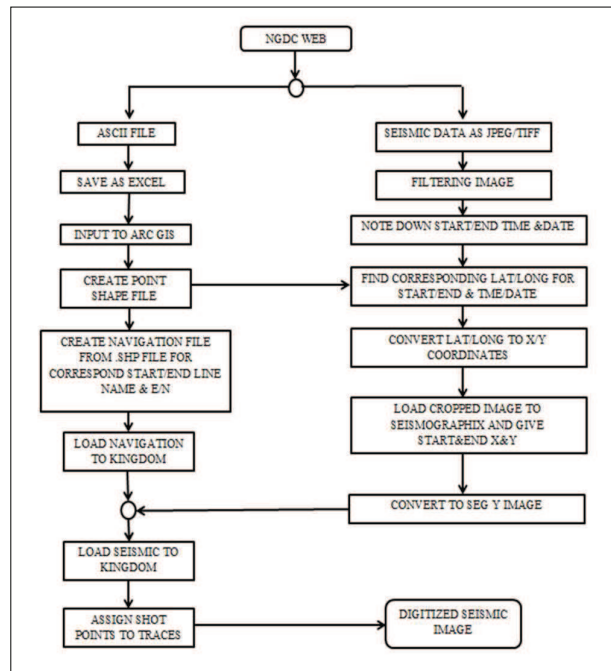 NGDC WEB
ASCII FILE
SAVE AS EXCEL
INPUT TO ARC GIS
CREATE POINT
SHAPE FILE
CREATE NAVIGATION FILE
FROM .SHP FILE FOR
CORRESPOND START/END LINE
NAME & E/N
LOAD NAVIGATION
TO KINGDOM
SEISMIC DATA AS JPEG/TIFF
FILTERING IMAGE
NOTE DOWN START/END TIME &DATE
FIND CORRESPONDING LAT/LONG FOR
START/END & TME/DATE
CONVERT LAT/LONG TO X/Y
COORDINATES
LOAD CROPPED IMAGE TO
SEISMOGRAPHIX AND GIVE
START&END X&Y
CONVERT TO SEG Y IMAGE
LOAD SEISMIC TO
KINGDOM
ASSIGN SHOT
POINTS TO TRACES
DIGITIZED SEISMIC
IMAGE